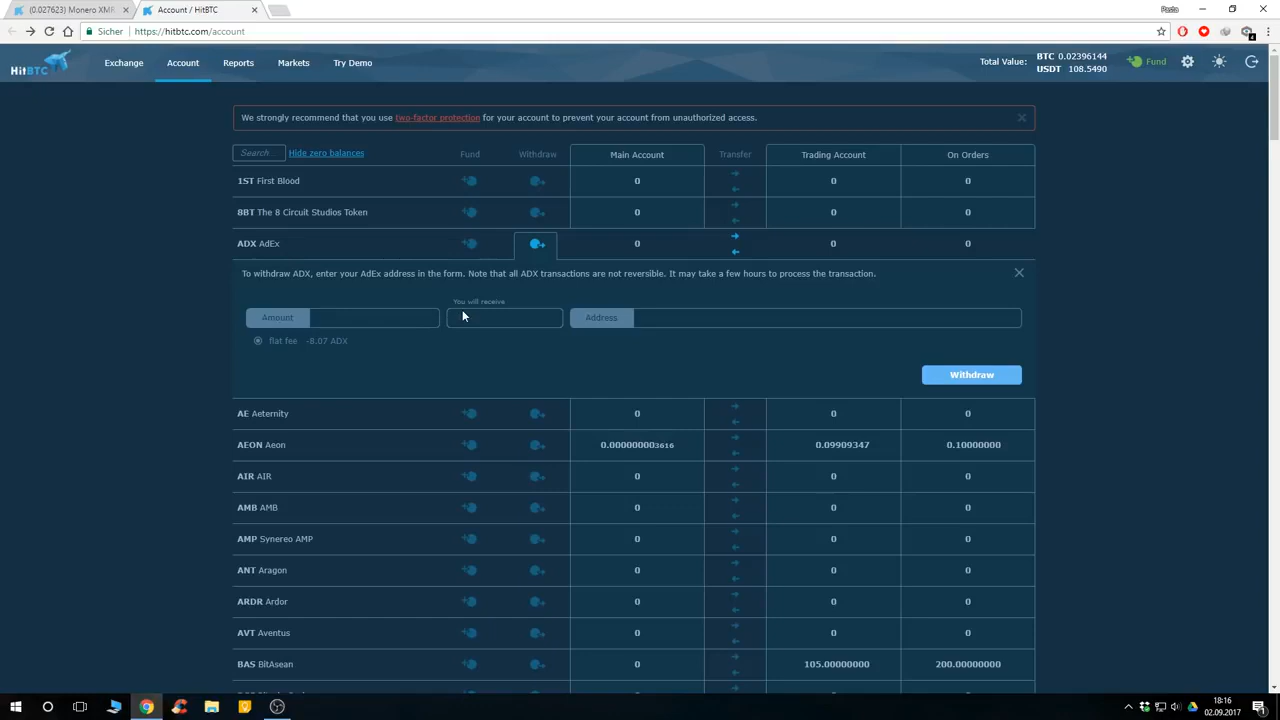 (0.027623) Monero XMR
Account / HitBTC
Pasta
Sicher
https://hitbtc.com/account
HitBTC
Exchange
Account
Reports
Markets
Try Demo
Total Value:
BTC 0.02396144
USDT 108.5490
Fund
We strongly recommend that you use two-factor protection for your account to prevent your account from unauthorized access.
Search
Hide zero balances
Fund
Withdraw
Main Account
Transfer
Trading Account
On Orders
1ST First Blood 0 0 0
8BT The 8 Circuit Studios Token 0 0 0
ADX AdEx 0 0 0
To withdraw ADX, enter your AdEx address in the form. Note that all ADX transactions are not reversible. It may take a few hours to process the transaction.
You will receive
Amount
Address
flat fee -8.07 ADX
Withdraw
AE Aeternity 0 0 0
AEON Aeon 0.000000003616 0.09909347 0.10000000
AIR AIR 0 0 0
AMB AMB 0 0 0
AMP Synereo AMP 0 0 0
ANT Aragon 0 0 0
ARDR Ardor 0 0 0
AVT Aventus 0 0 0
BAS BitAsean 0 105.00000000 200.00000000
18:16
02.09.2017